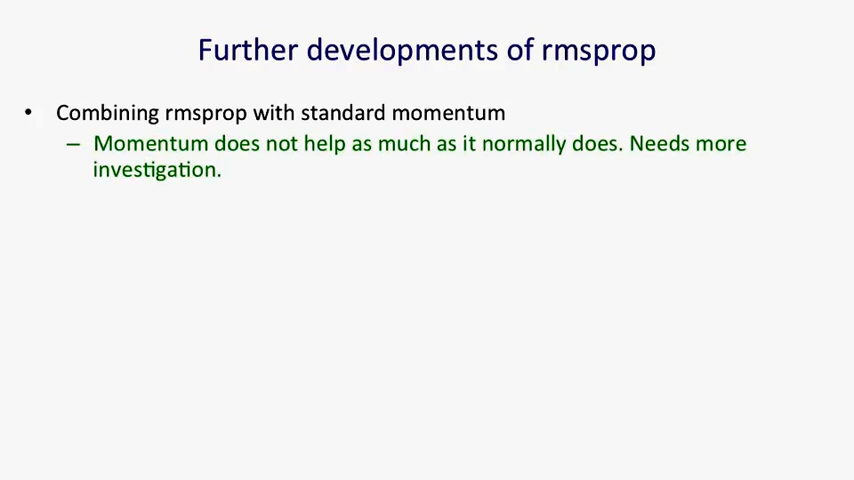 Further developments of rmsprop
• Combining rmsprop with standard momentum
– Momentum does not help as much as it normally does. Needs more
investigation.